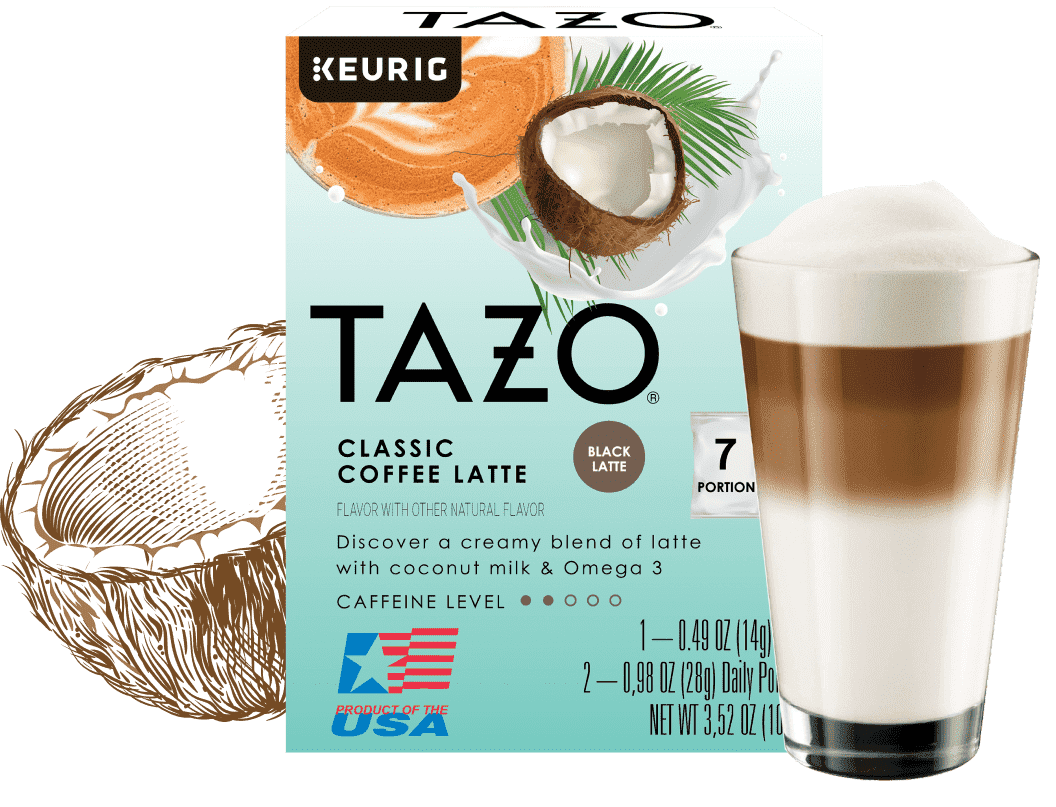 TAZO
KEURIG
TAZO®
CLASSIC
COFFEE LATTE
BLACK
LATTE
7
PORTION
FLAVOR WITH OTHER NATURAL FLAVOR
Discover a creamy blend of latte
with coconut milk & Omega 3
CAFFEINE LEVEL
1 — 0.49 OZ (14g)
2 — 0,98 OZ (28g) Daily
NET WT 3,52 OZ
PRODUCT OF THE
USA